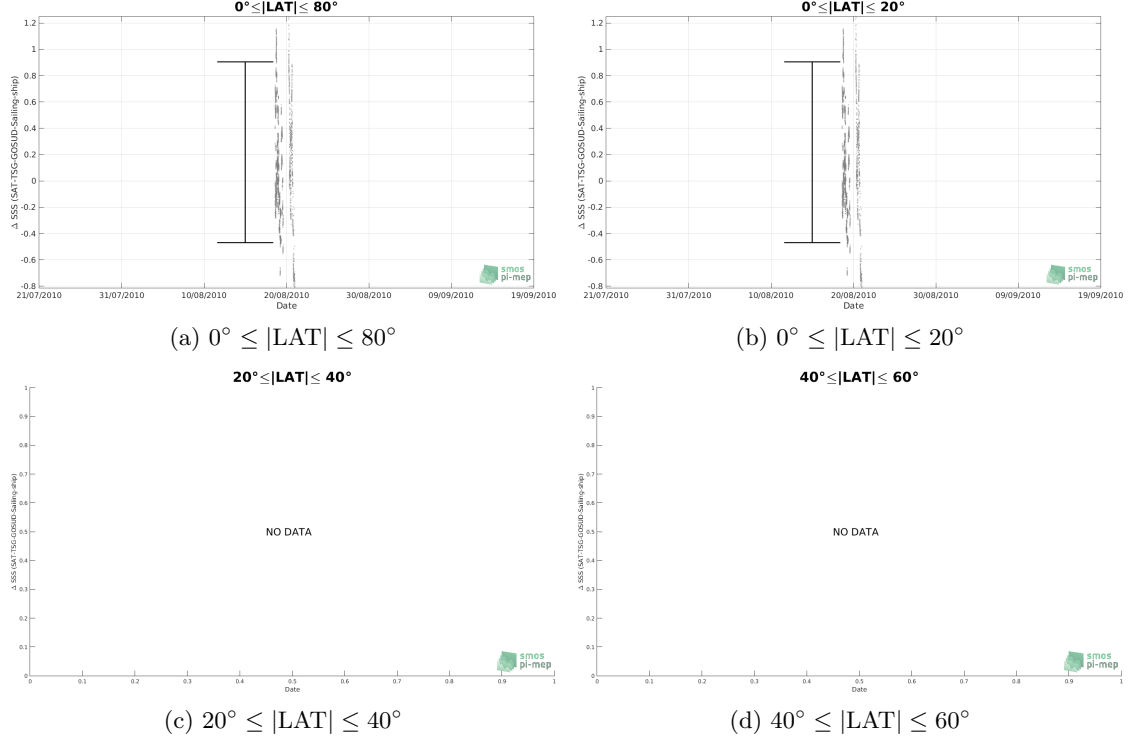 0°≤|LAT|≤ 80°
1.2
1
0.8
0.6
0.4
0.2
0
-0.2
-0.4
-0.6
-0.8
Δ SSS (SAT-TSG-GOSUD-Sailing-ship)
21/07/2010 31/07/2010 10/08/2010 20/08/2010 30/08/2010 09/09/2010 19/09/2010
Date
smos
pi-mep
(a) 0° ≤ |LAT| ≤ 80°
0°≤|LAT|≤ 20°
1.2
1
0.8
0.6
0.4
0.2
0
-0.2
-0.4
-0.6
-0.8
Δ SSS (SAT-TSG-GOSUD-Sailing-ship)
21/07/2010 31/07/2010 10/08/2010 20/08/2010 30/08/2010 09/09/2010 19/09/2010
Date
smos
pi-mep
(b) 0° ≤ |LAT| ≤ 20°
20°≤|LAT|≤ 40°
1
0.9
0.8
0.7
0.6
0.5
0.4
0.3
0.2
0.1
0
Δ SSS (SAT-TSG-GOSUD-Sailing-ship)
NO DATA
0 0.1 0.2 0.3 0.4 0.5 0.6 0.7 0.8 0.9 1
Date
smos
pi-mep
(c) 20° ≤ |LAT| ≤ 40°
40°≤|LAT|≤ 60°
1
0.9
0.8
0.7
0.6
0.5
0.4
0.3
0.2
0.1
0
Δ SSS (SAT-TSG-GOSUD-Sailing-ship)
NO DATA
0 0.1 0.2 0.3 0.4 0.5 0.6 0.7 0.8 0.9 1
Date
smos
pi-mep
(d) 40° ≤ |LAT| ≤ 60°